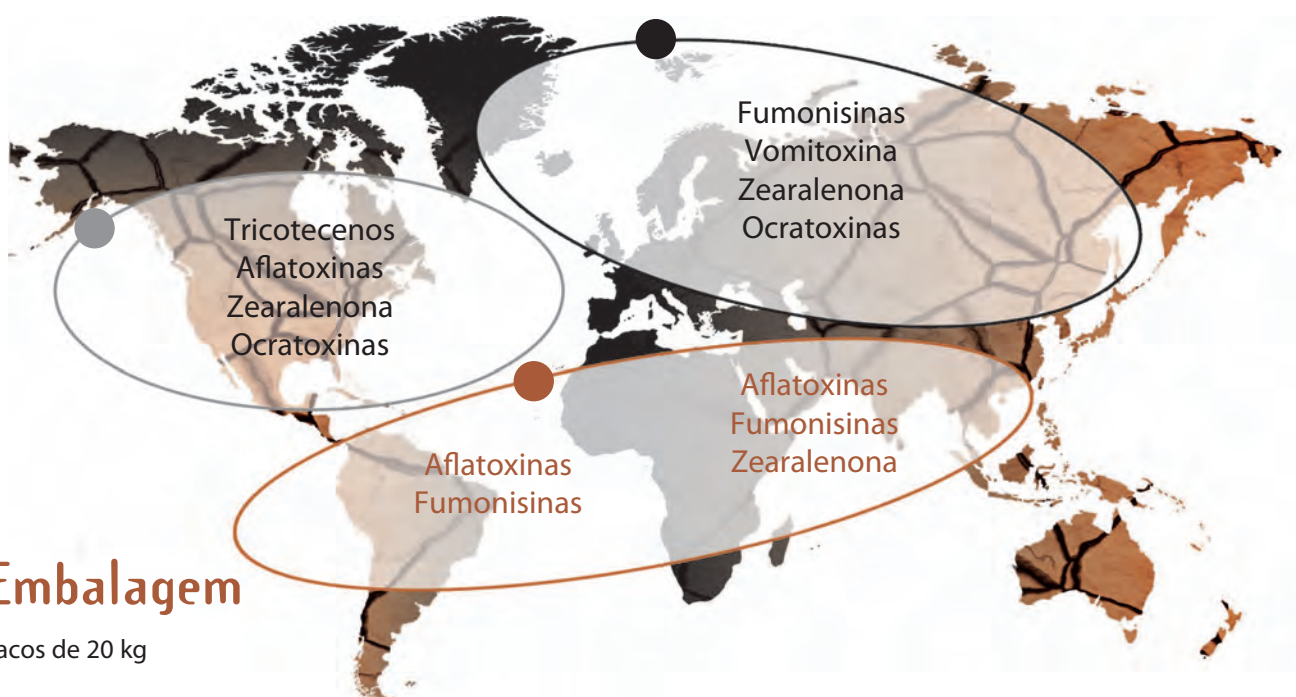 Fumonisinas
Vomitoxina
Zearalenona
Ocratoxinas
Tricotecenos
Aflatoxinas
Zearalenona
Ocratoxinas
Aflatoxinas
Fumonisinas
Zearalenona
Aflatoxinas
Fumonisinas
Embalagem
acos de 20 kg